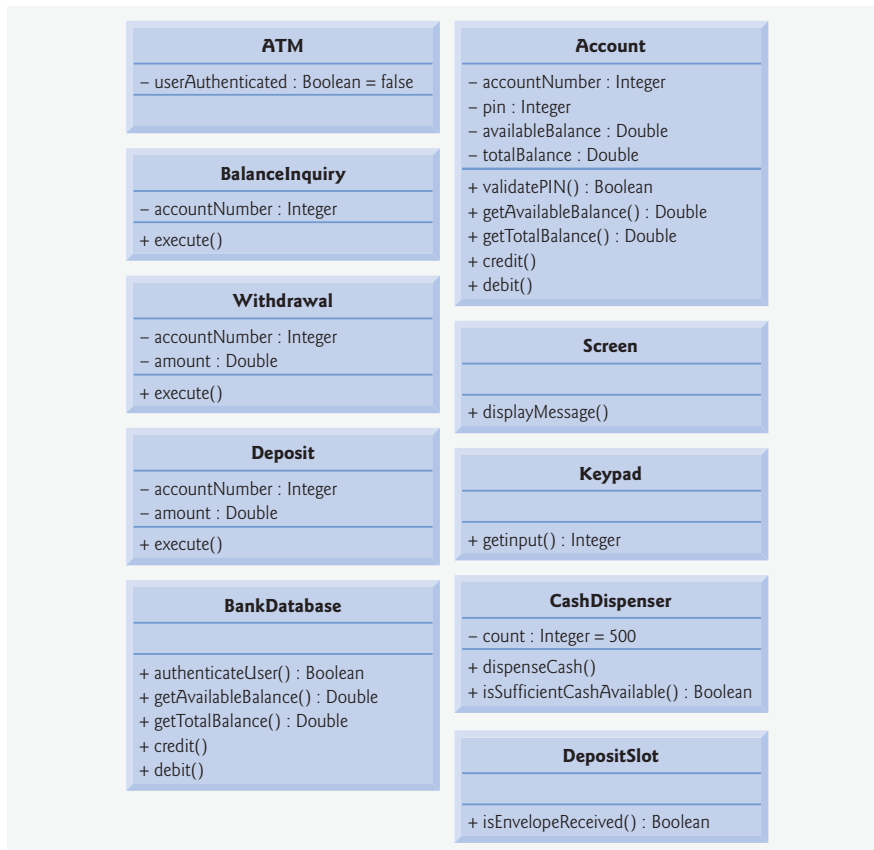 ATM
– userAuthenticated : Boolean = false
BalanceInquiry
– accountNumber : Integer
+ execute()
Withdrawal
– accountNumber : Integer
– amount : Double
+ execute()
Deposit
– accountNumber : Integer
– amount : Double
+ execute()
BankDatabase
+ authenticateUser() : Boolean
+ getAvailableBalance() : Double
+ getTotalBalance() : Double
+ credit()
+ debit()
Account
– accountNumber : Integer
– pin : Integer
– availableBalance : Double
– totalBalance : Double
+ validatePIN() : Boolean
+ getAvailableBalance() : Double
+ getTotalBalance() : Double
+ credit()
+ debit()
Screen
+ displayMessage()
Keypad
+ getinput() : Integer
CashDispenser
– count : Integer = 500
+ dispenseCash()
+ isSufficientCashAvailable() : Boolean
DepositSlot
+ isEnvelopeReceived() : Boolean